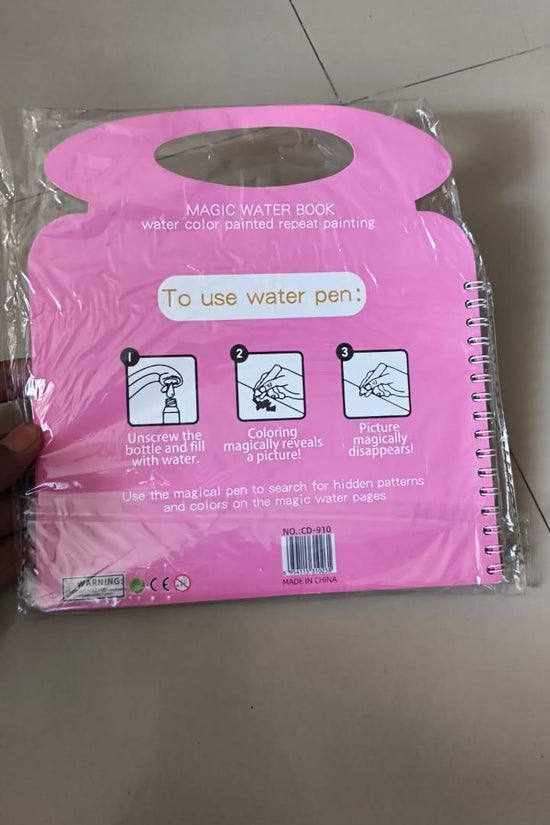 MAGIC WATER BOOK
water color painted repeat painting
To use water pen:
1
Unscrew the
bottle and fill
with water.
2
Coloring
magically reveals
a picture!
3
Picture
magically
disappears!
Use the magical pen to search for hidden patterns
and colors on the magic water pages
NO.:CD-910
MADE IN CHINA
WARNING:
CE